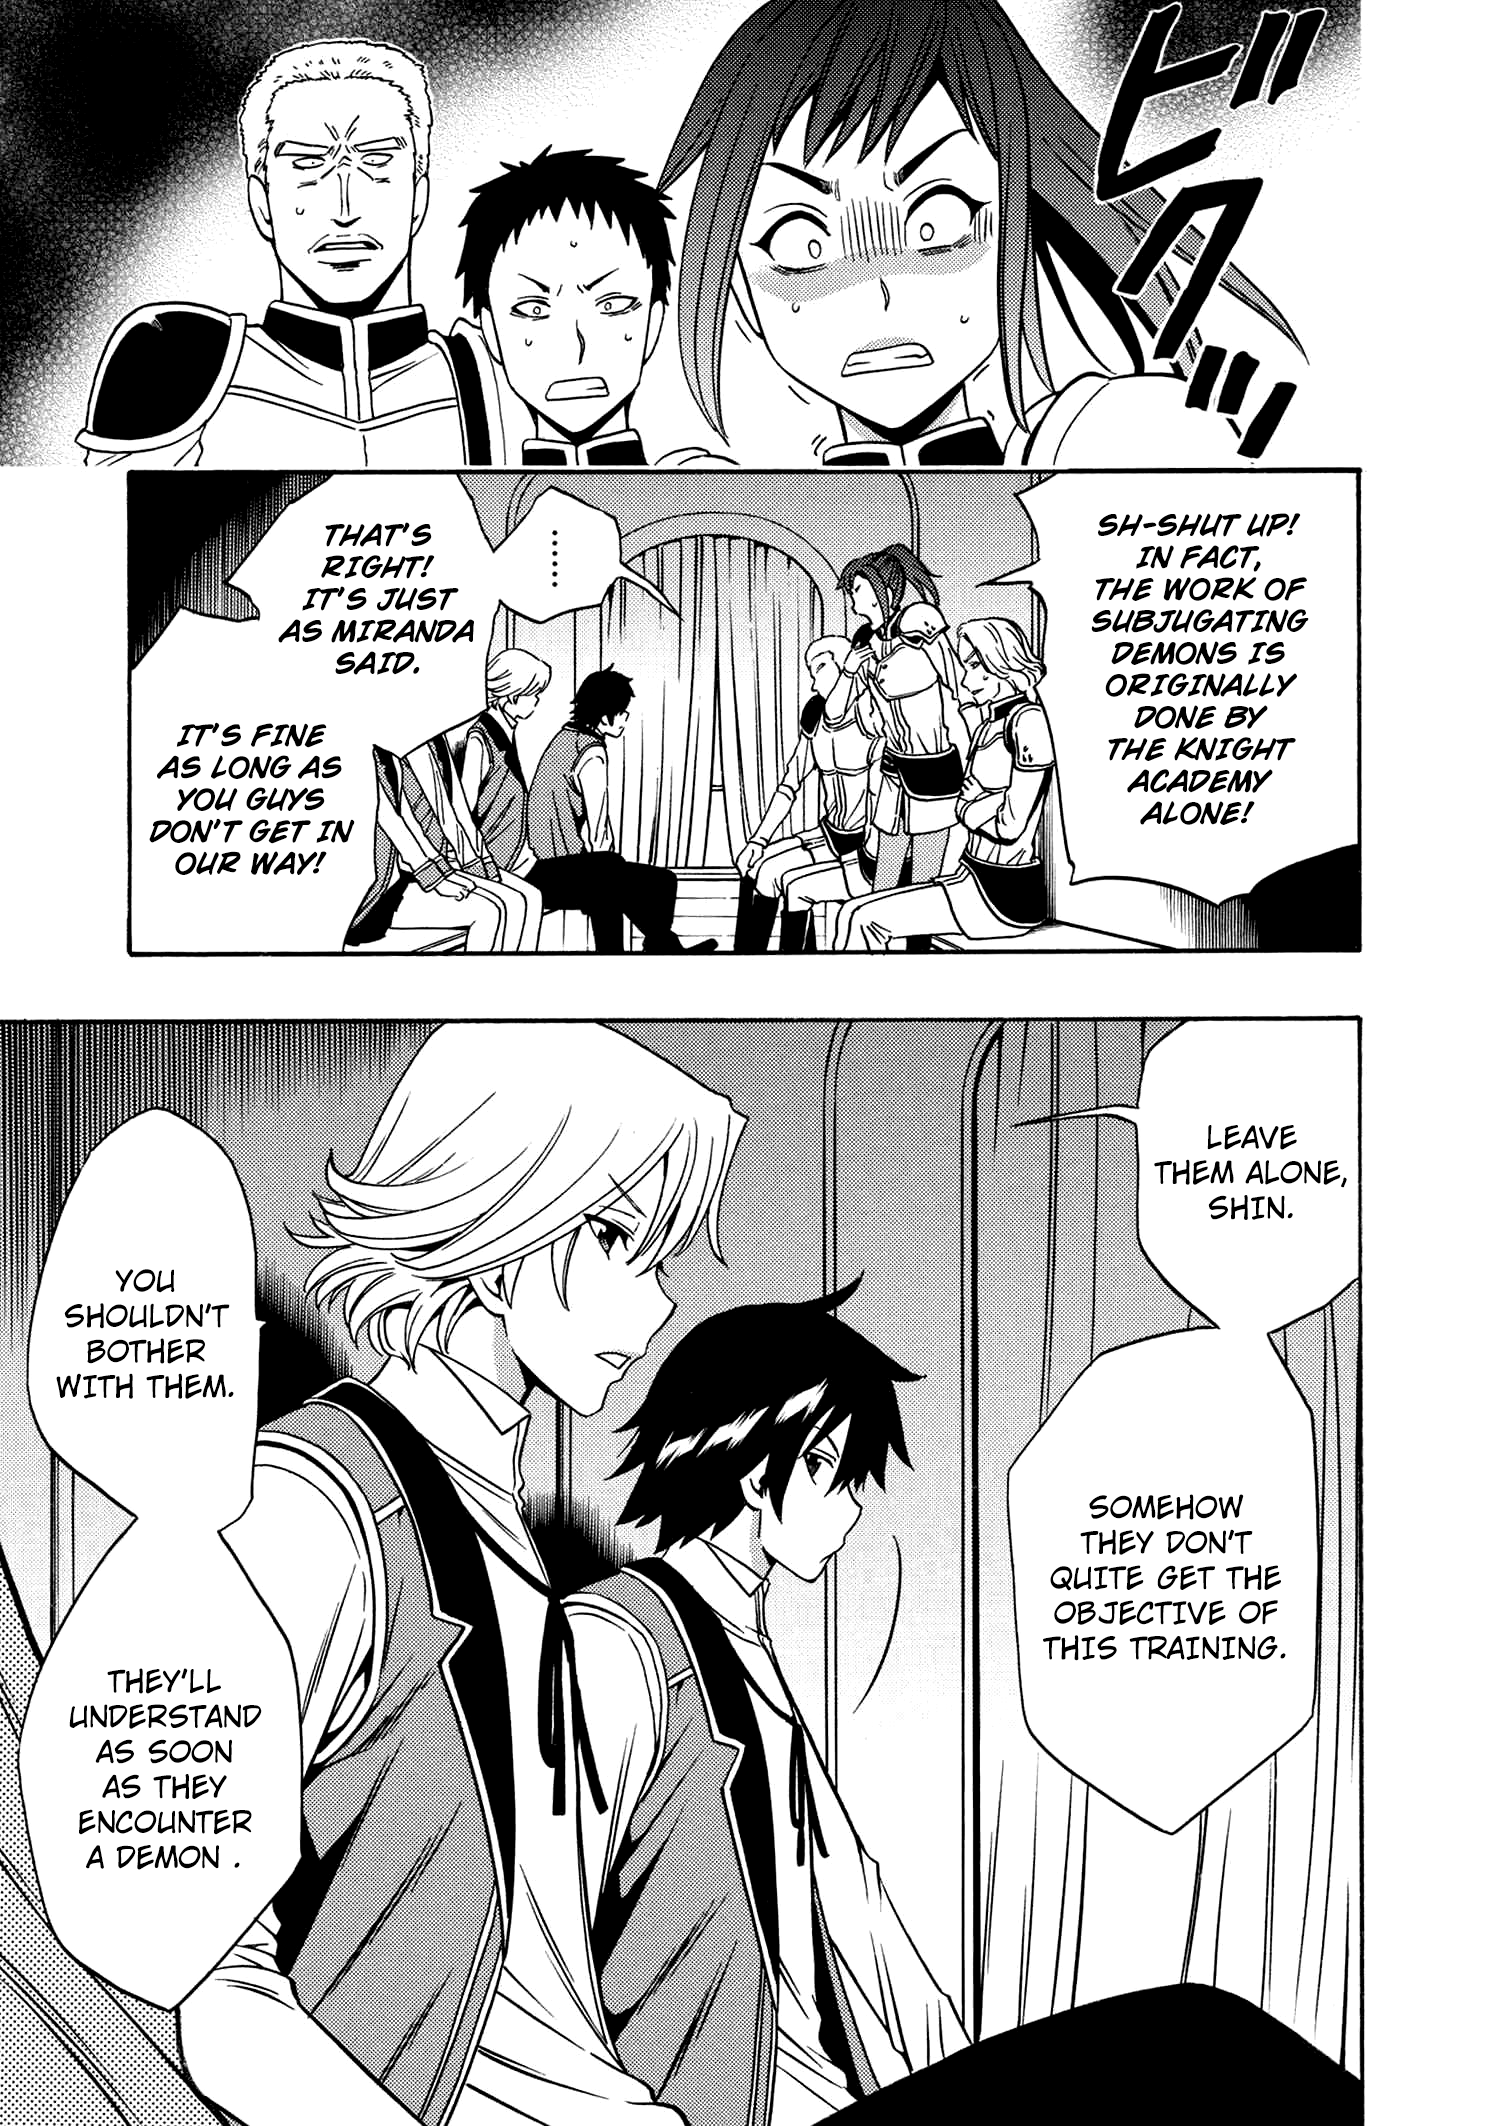 ビクッ
SH-SHUT UP!
IN FACT,
THE WORK OF
SUBJUGATING
DEMONS IS
ORIGINALLY
DONE BY
THE KNIGHT
ACADEMY
ALONE!
........
THAT'S
RIGHT!
IT'S JUST
AS MIRANDA
SAID.
IT'S FINE
AS LONG AS
YOU GUYS
DON'T GET IN
OUR WAY!
LEAVE
THEM ALONE,
SHIN.
SOMEHOW
THEY DON'T
QUITE GET THE
OBJECTIVE OF
THIS TRAINING.
YOU
SHOULDN'T
BOTHER
WITH THEM.
THEY'LL
UNDERSTAND
AS SOON
AS THEY
ENCOUNTER
A DEMON .